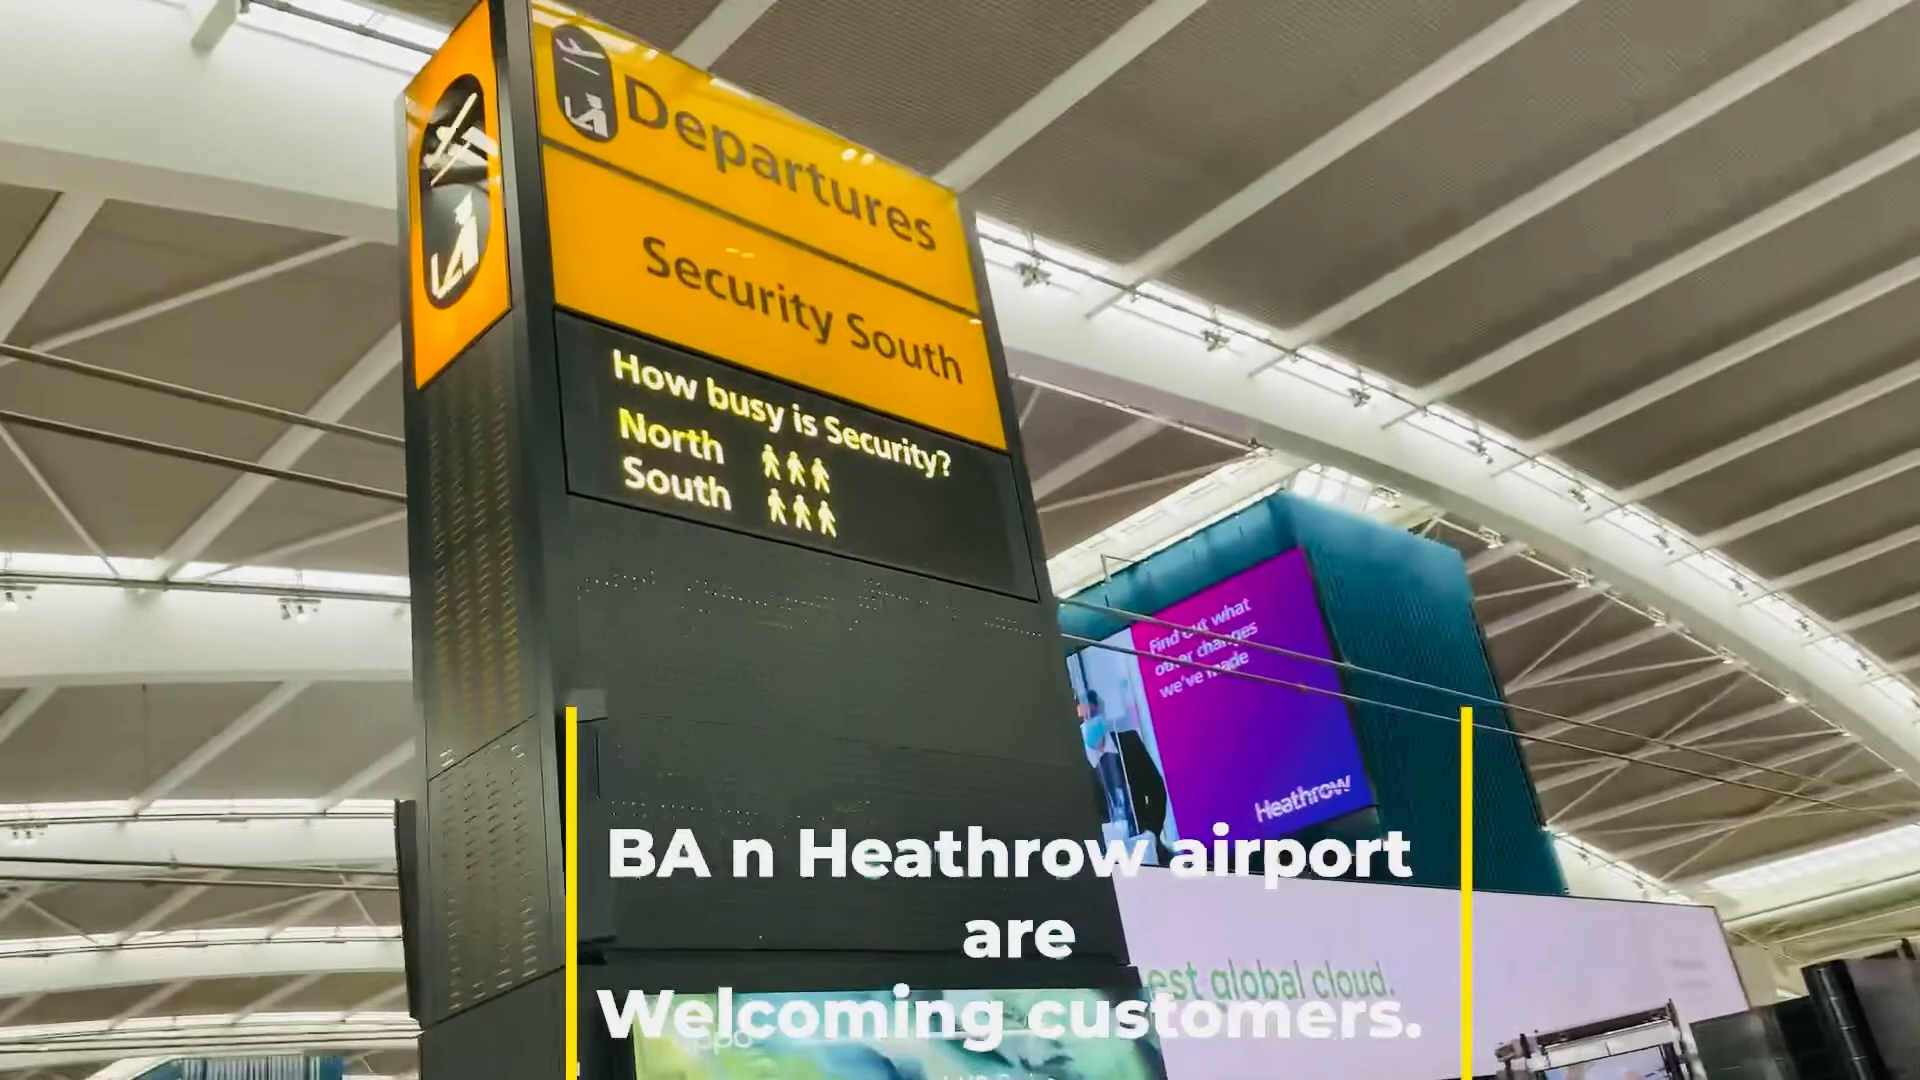 Departures
Security South
How busy is Security?
North
South
Find out what
other changes
we've made
Heathrow
BA n Heathrow airport
are
Welcoming customers.
est global cloud.
oppo